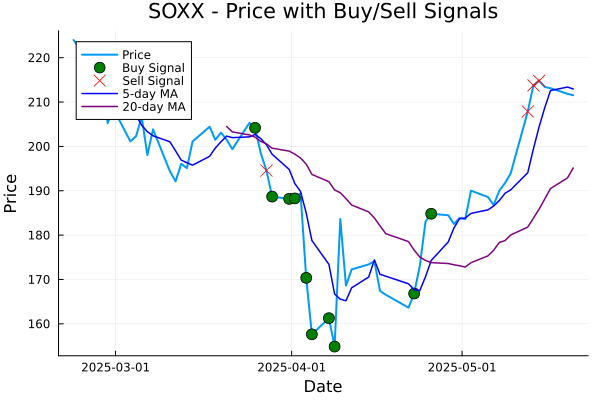 SOXX - Price with Buy/Sell Signals
Price
Buy Signal
Sell Signal
5-day MA
20-day MA
220
210
200
190
180
170
160
Price
2025-03-01
2025-04-01
2025-05-01
Date